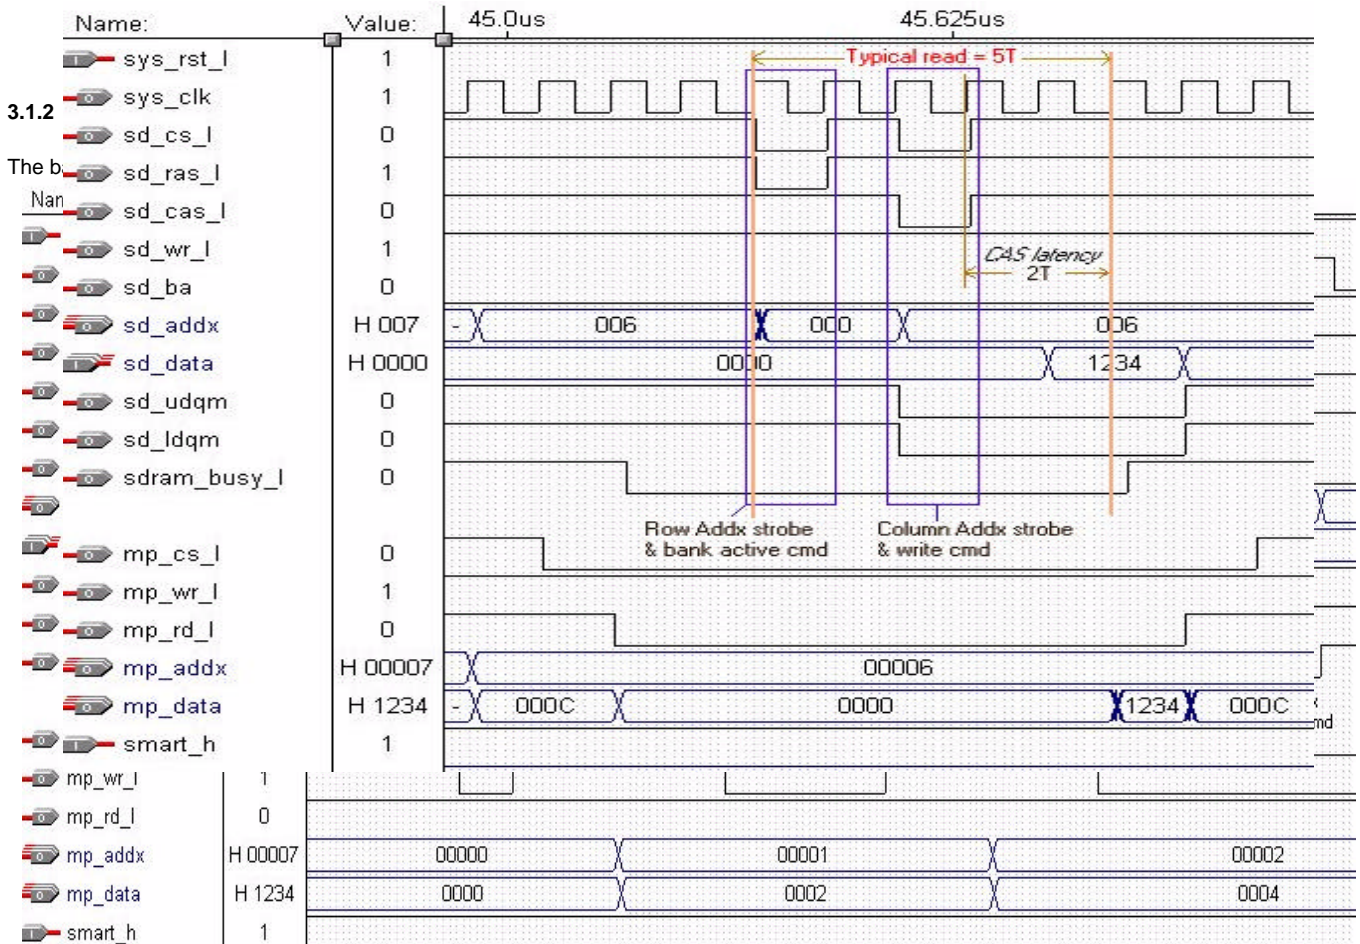 Name: Value: 45.0us 45.625us
sys_rst_l 1 Typical read = 5T
3.1.2 sys_clk 1
sd_cs_l 0
The b sd_ras_l 1
Nan
sd_cas_l 0
sd_wr_l 1 CAS latency
2T
sd_ba 0
sd_addx H 007 - 006 000 006
sd_data H 0000 0000 1234
sd_udqm 0
sd_ldqm 0
sdram_busy_l 0
Row Addx strobe Column Addx strobe
& bank active cmd & write cmd
mp_cs_l 0
mp_wr_l 1
mp_rd_l 0
mp_addx H 00007 00006
mp_data H 1234 - 000C 0000 1234 000C
md
smart_h 1
mp_wr_l 1
mp_rd_l 0
mp_addx H 00007 00000 00001 00002
mp_data H 1234 0000 0002 0004
smart_h 1